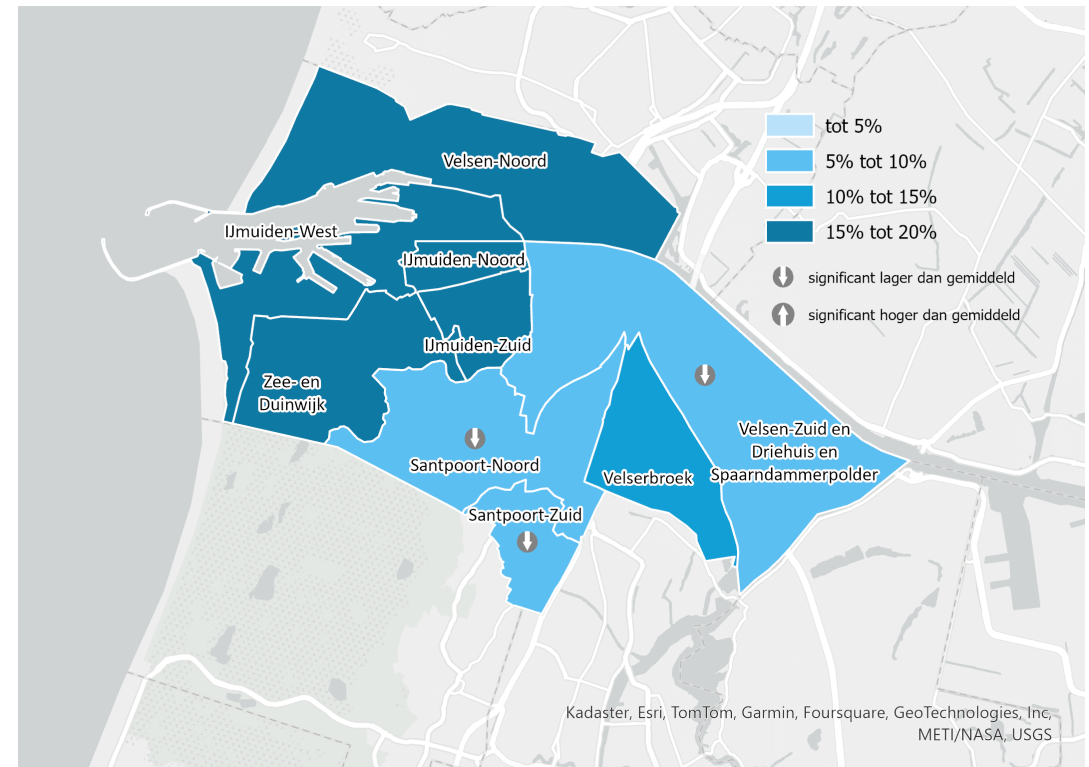 tot 5%
5% tot 10%
10% tot 15%
15% tot 20%
significant lager dan gemiddeld
significant hoger dan gemiddeld
Velsen-Noord
IJmuiden-West
IJmuiden-Noord
IJmuiden-Zuid
Zee- en
Duinwijk
Velsen-Zuid en
Driehuis en
Spaarndammerpolder
Santpoort-Noord
Velserbroek
Santpoort-Zuid
Kadaster, Esri, TomTom, Garmin, Foursquare, GeoTechnologies, Inc,
METI/NASA, USGS